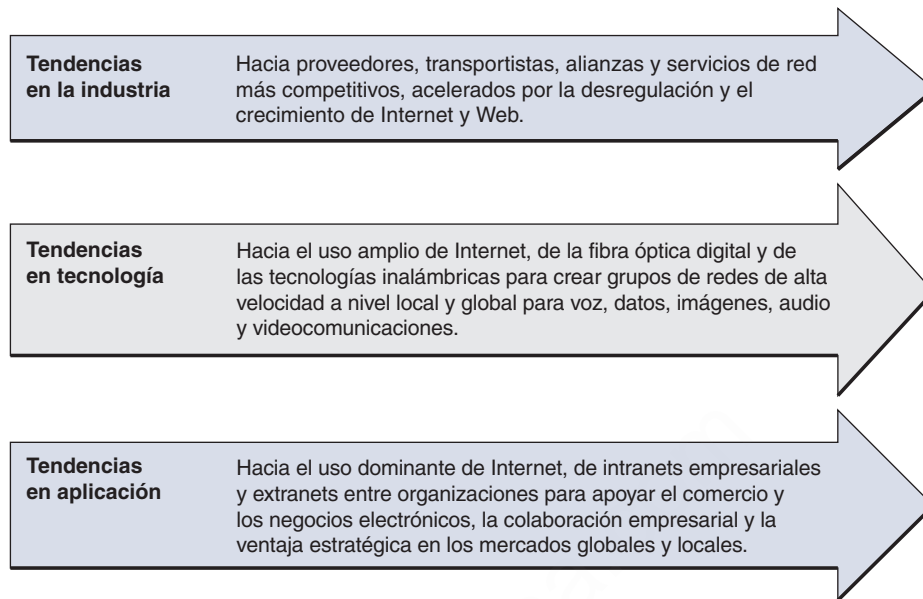 Tendencias
en la industria
Hacia proveedores, transportistas, alianzas y servicios de red
más competitivos, acelerados por la desregulación y el
crecimiento de Internet y Web.
Tendencias
en tecnología
Hacia el uso amplio de Internet, de la fibra óptica digital y de
las tecnologías inalámbricas para crear grupos de redes de alta
velocidad a nivel local y global para voz, datos, imágenes, audio
y videocomunicaciones.
Tendencias
en aplicación
Hacia el uso dominante de Internet, de intranets empresariales
y extranets entre organizaciones para apoyar el comercio y
los negocios electrónicos, la colaboración empresarial y la
ventaja estratégica en los mercados globales y locales.